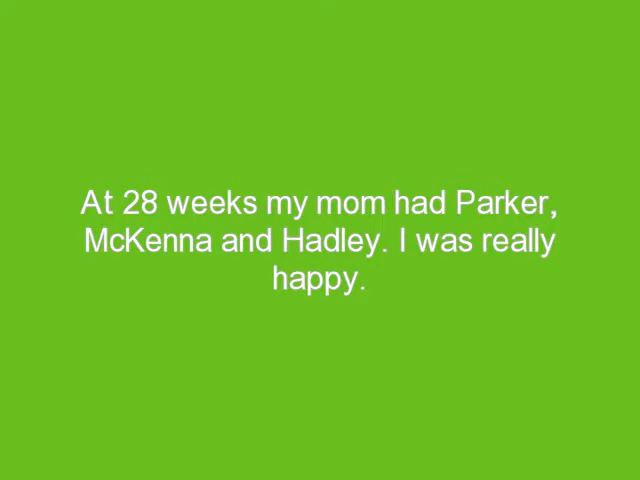 At 28 weeks my mom had Parker,
McKenna and Hadley. I was really
happy.